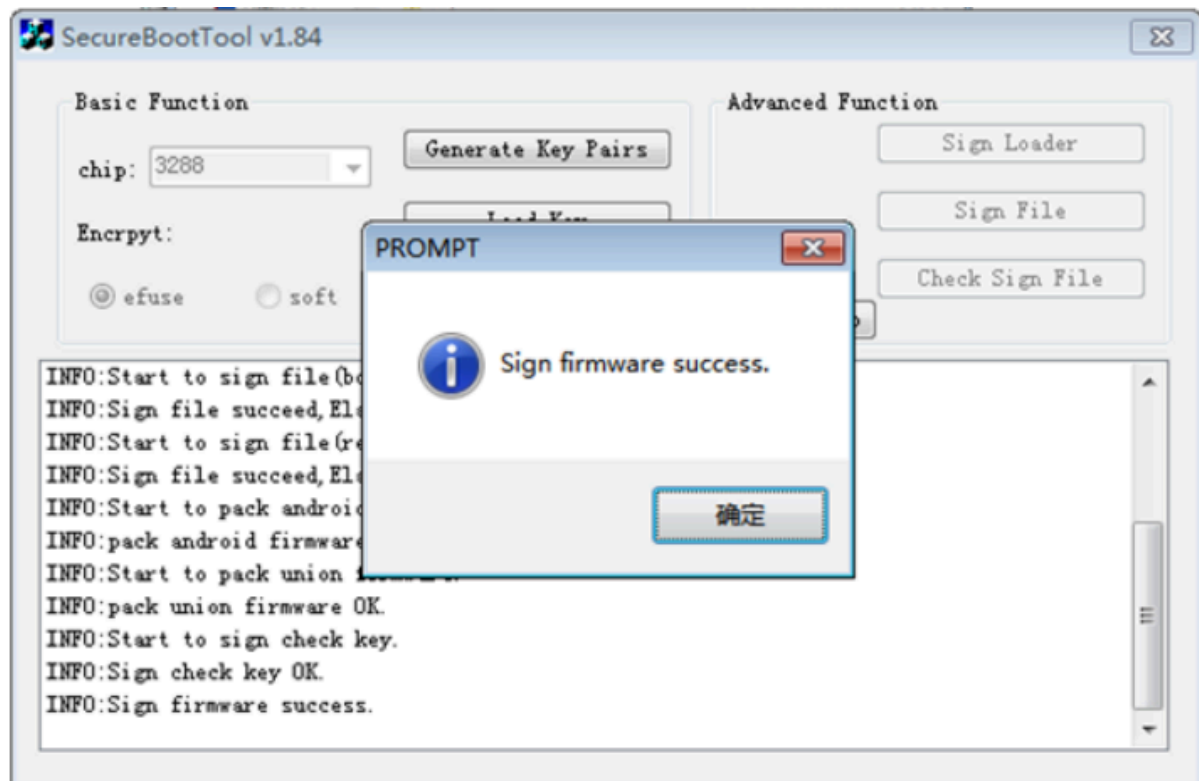 SecureBootTool v1.84
Basic Function
Advanced Function
chip:
3288
Generate Key Pairs
Sign Loader
Load Key
Sign File
Encrpyt:
Check Sign File
efuse
soft
PROMPT
Sign firmware success.
确定
INFO:Start to sign file(
INFO:Sign file succeed,
INFO:Start to sign file(
INFO:Sign file succeed,
INFO:Start to pack android
INFO:pack android firmware
INFO:Start to pack union
INFO:pack union firmware OK.
INFO:Start to sign check key.
INFO:Sign check key OK.
INFO:Sign firmware success.